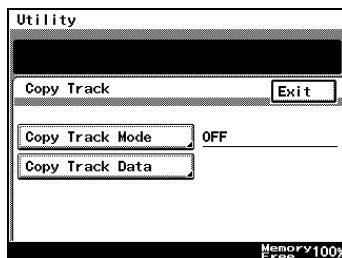 Utility
Copy Track
Exit
Copy Track Mode
OFF
Copy Track Data
Memory
Free 100%